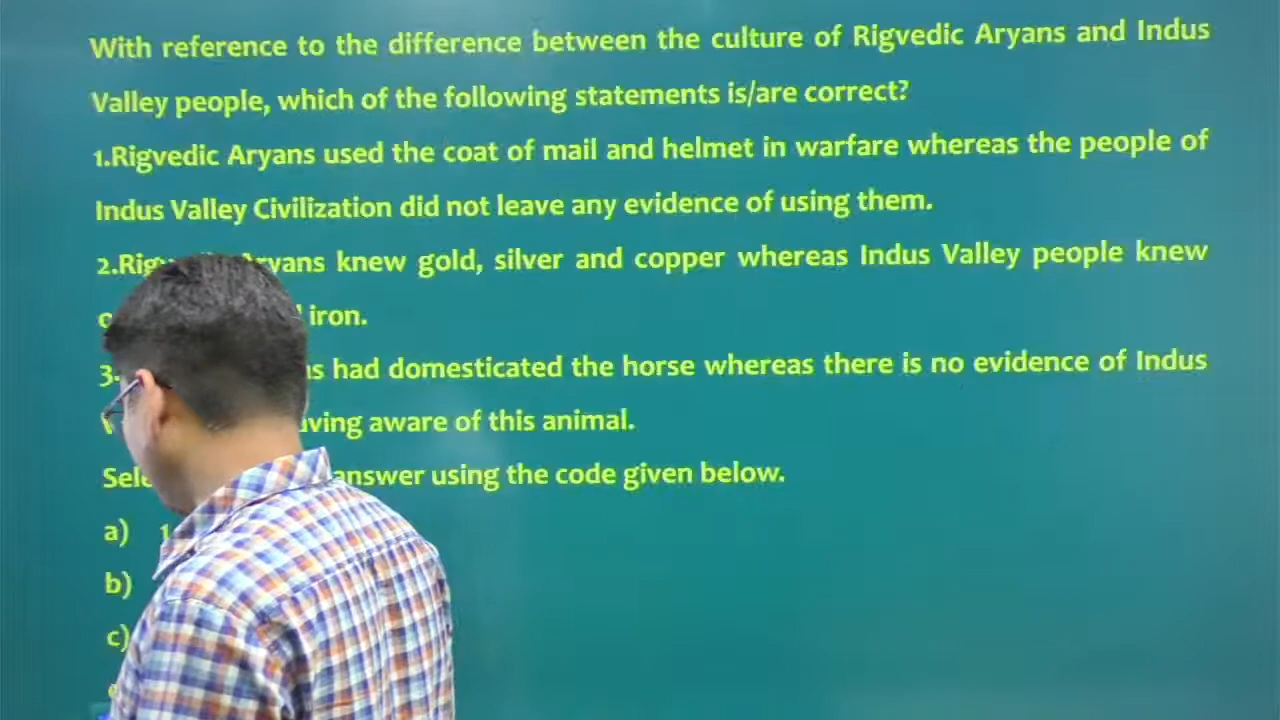 With reference to the difference between the culture of Rigvedic Aryans and Indus
Valley people, which of the following statements is/are correct?
1.Rigvedic Aryans used the coat of mail and helmet in warfare whereas the people of
Indus Valley Civilization did not leave any evidence of using them.
2.Rigvedic Aryans knew gold, silver and copper whereas Indus Valley people knew
iron.
3. had domesticated the horse whereas there is no evidence of Indus
aware of this animal.
answer using the code given below.
a) 1
b)
c)